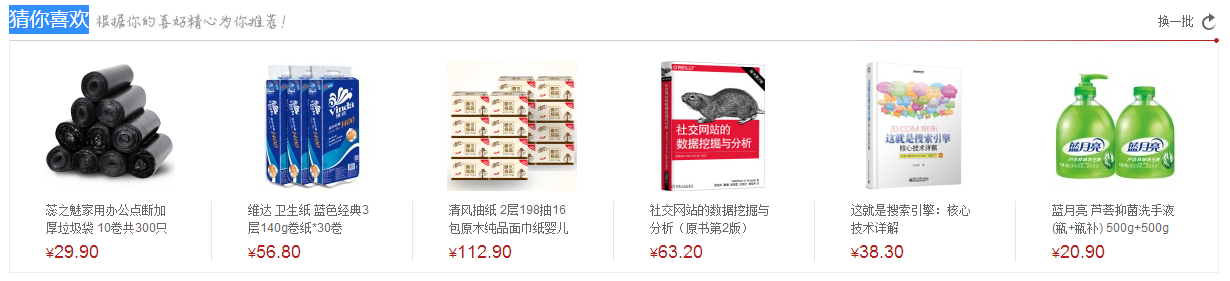 猜你喜欢 根据你的喜好精心为你推荐！
换一批
Vinda
维达
1400
O'REILLY
社交网站的
数据挖掘与分析
JD.COM 京东
这就是搜索引擎
核心技术详解
蓝月亮
蓝月亮
蕊之魅家用办公点断加
厚垃圾袋 10卷共300只
¥29.90
维达 卫生纸 蓝色经典3
层140g卷纸*30卷
¥56.80
清风抽纸 2层198抽16
包原木纯品面巾纸婴儿
¥112.90
社交网站的数据挖掘与
分析（原书第2版）
¥63.20
这就是搜索引擎：核心
技术详解
¥38.30
蓝月亮 芦荟抑菌洗手液
(瓶+瓶补) 500g+500g
¥20.90